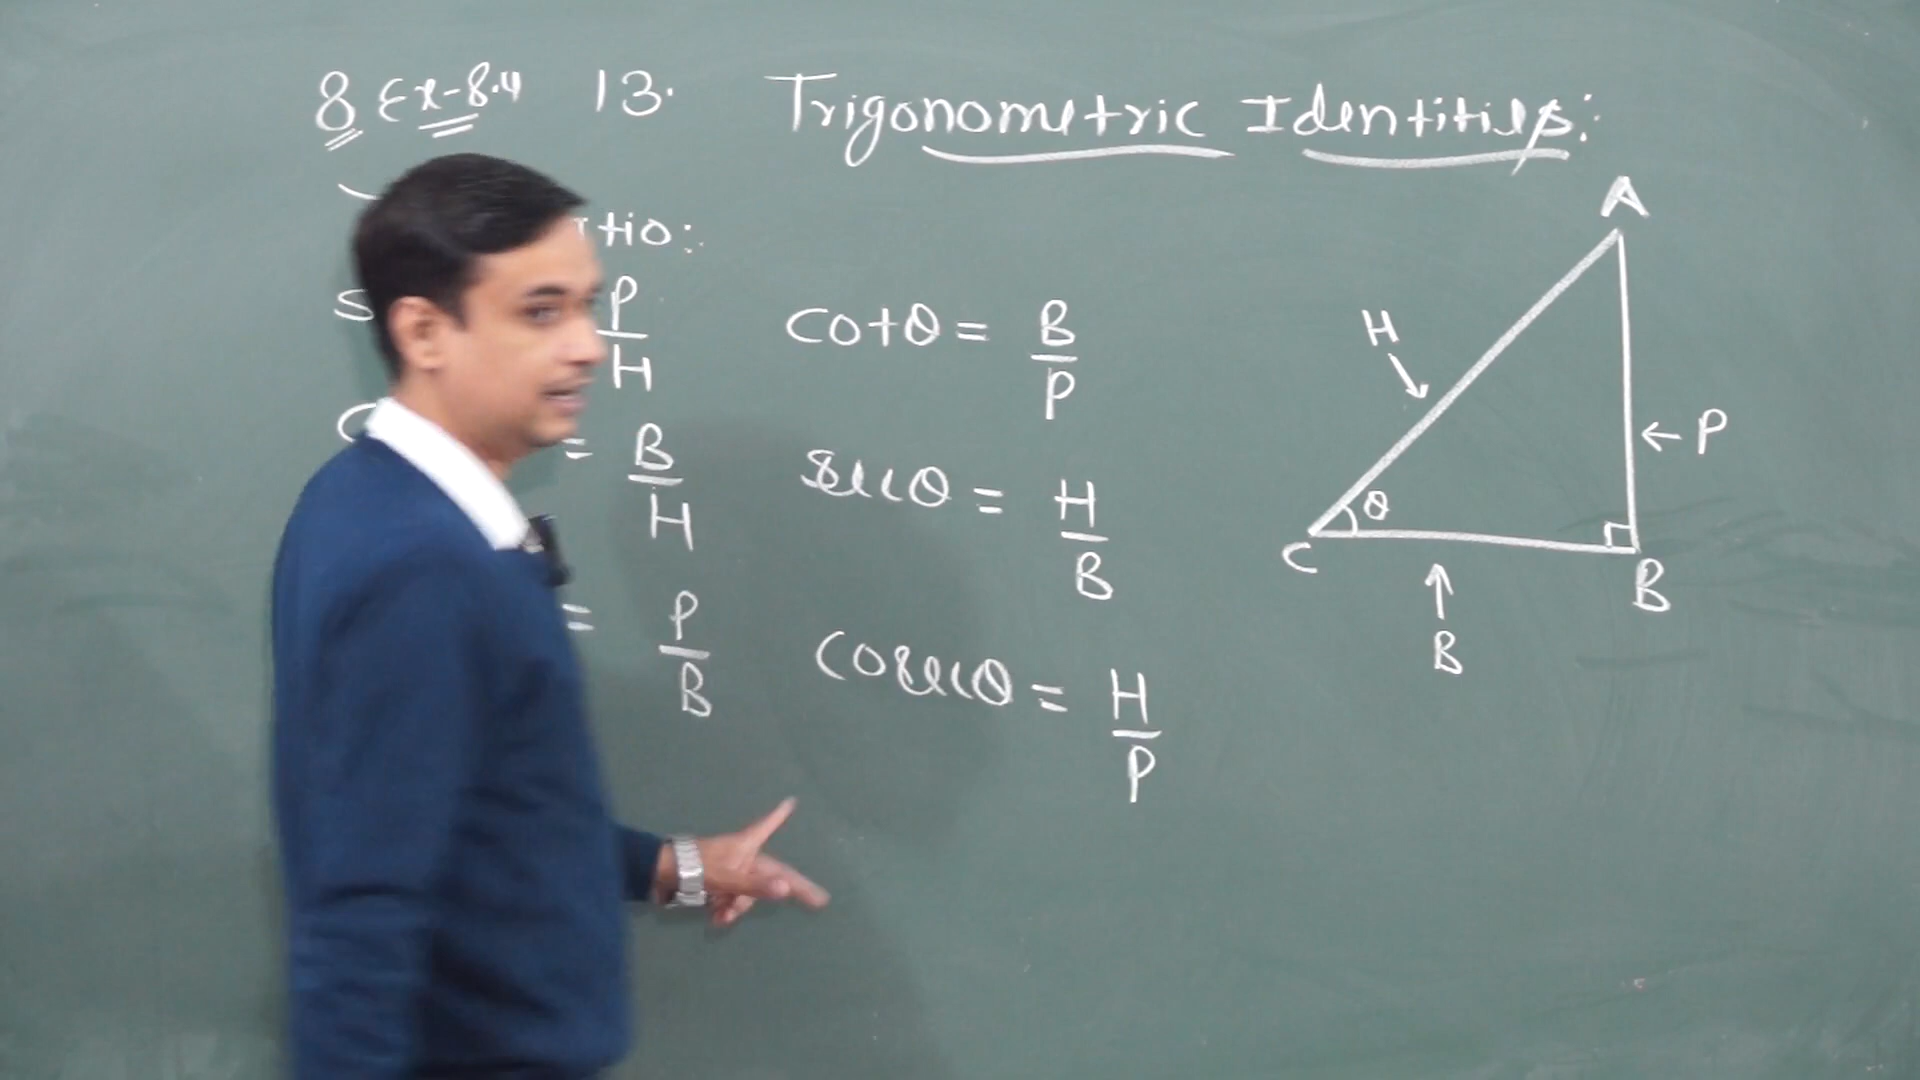 8 Ex-8.4 13. Trigonometric Identities:
tio:
P
H
cotθ = B/P
= B/H
secθ = H/B
= P/B
cosecθ = H/P
A
H
P
θ
C
B
B